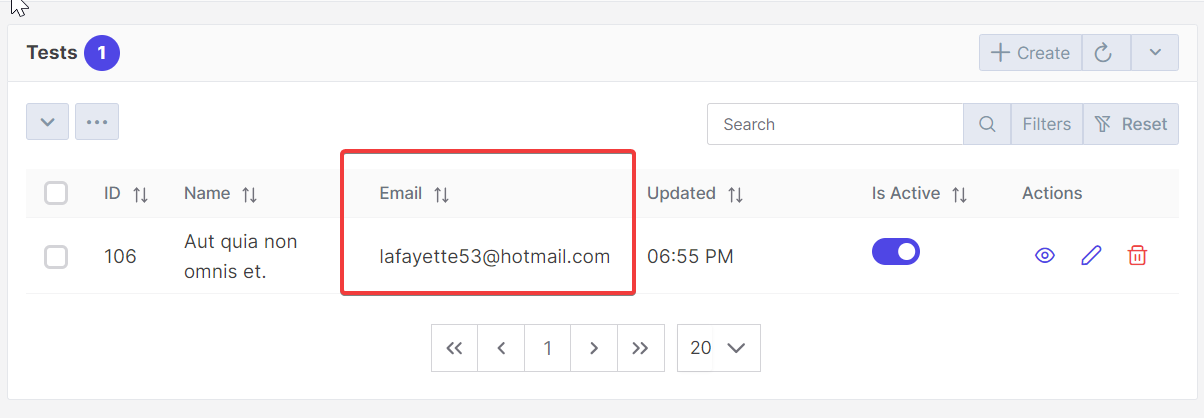 Tests 1
Create
Search
Filters
Reset
ID Name Email Updated Is Active Actions
106 Aut quia non omnis et. lafayette53@hotmail.com 06:55 PM
1 20